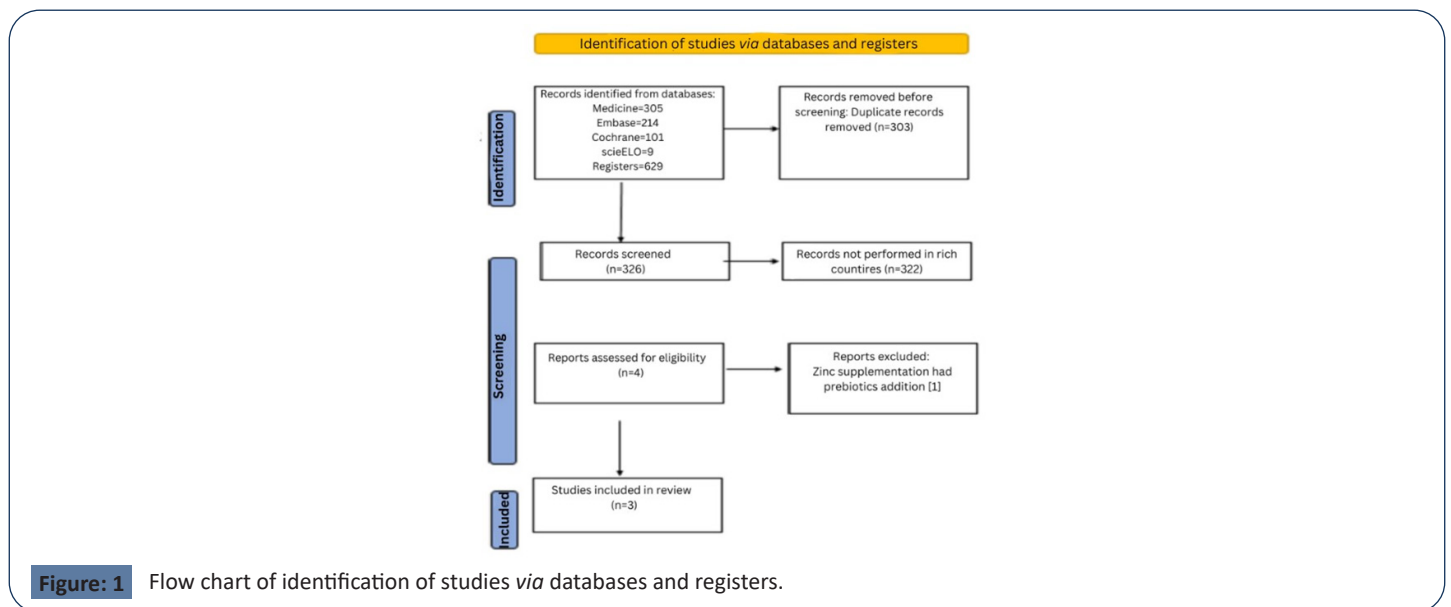 Identification of studies via databases and registers
Identification
Records identified from databases:
Medicine=305
Embase=214
Cochrane=101
scieELO=9
Registers=629
Records removed before
screening: Duplicate records
removed (n=303)
Screening
Records screened
(n=326)
Records not performed in rich
countires (n=322)
Reports assessed for eligibility
(n=4)
Reports excluded:
Zinc supplementation had
prebiotics addition [1]
Included
Studies included in review
(n=3)
Figure: 1 Flow chart of identification of studies via databases and registers.